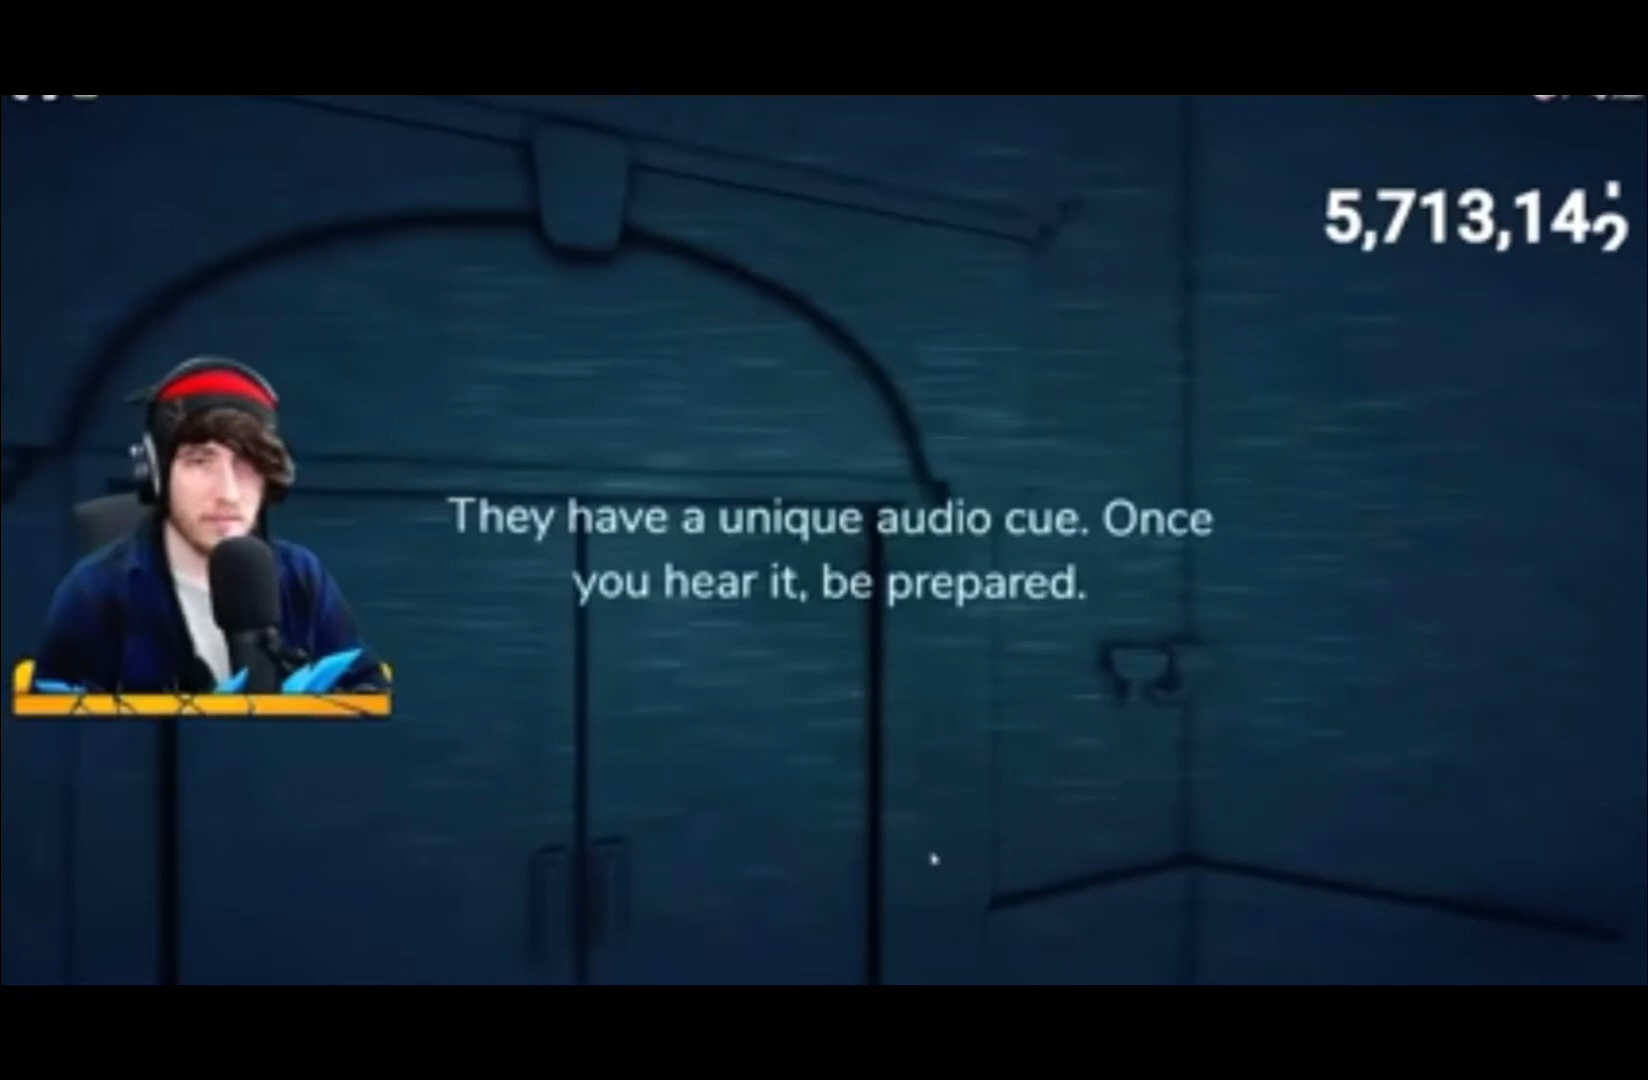 5,713,14
They have a unique audio cue. Once
you hear it, be prepared.